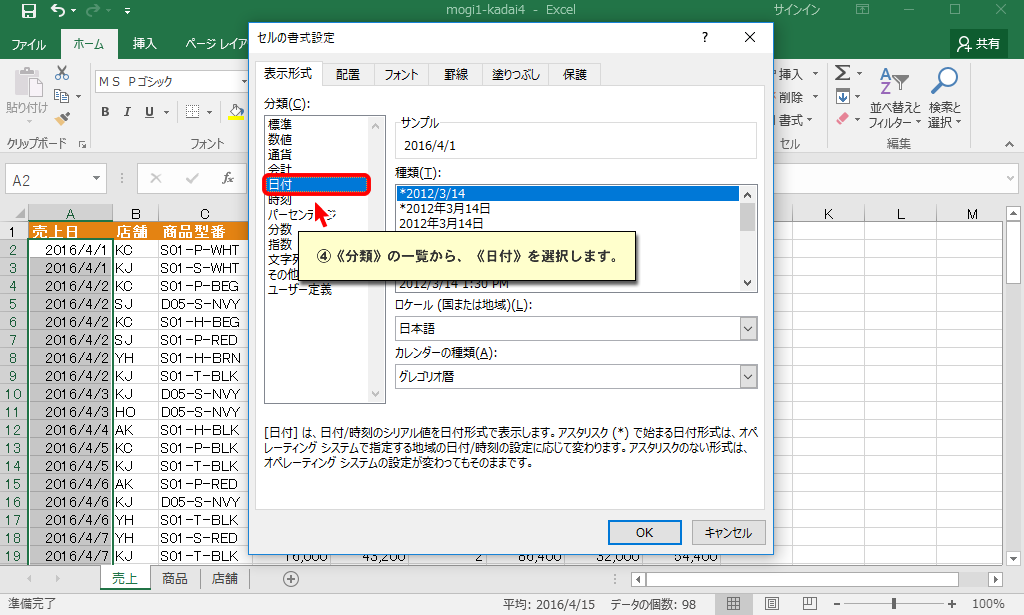 mogi1-kadai4 - Excel
サインイン
ファイル
ホーム
挿入
ページ レイア
共有
貼り付け
クリップボード
ＭＳ Ｐゴシック
B I U
フォント
挿入
削除
書式
セル
並べ替えと
フィルター
検索と
選択
編集
A2
fx
セルの書式設定
?
表示形式
配置
フォント
罫線
塗りつぶし
保護
分類(C):
標準
数値
通貨
会計
日付
時刻
パーセンテージ
分数
指数
文字列
その他
ユーザー定義
サンプル
2016/4/1
種類(T):
*2012/3/14
*2012年3月14日
2012年3月14日
2012/3/14 1:30 PM
④《分類》の一覧から、《日付》を選択します。
ロケール (国または地域)(L):
日本語
カレンダーの種類(A):
グレゴリオ暦
[日付] は、日付/時刻のシリアル値を日付形式で表示します。アスタリスク (*) で始まる日付形式は、オペ
レーティング システムで指定する地域の日付/時刻の設定に応じて変わります。アスタリスクのない形式は、
オペレーティング システムの設定が変わってもそのままです。
OK
キャンセル
A B C K L M
1 売上日 店舗 商品型番
2 2016/4/1 KC S01-P-WHT
3 2016/4/1 KJ S01-S-WHT
4 2016/4/2 KC S01-P-BEG
5 2016/4/2 SJ D05-S-NVY
6 2016/4/2 KC S01-H-BEG
7 2016/4/2 SJ S01-P-RED
8 2016/4/2 YH S01-H-BRN
9 2016/4/2 KJ S01-T-BLK
10 2016/4/3 KJ D05-S-NVY
11 2016/4/3 HO D05-S-NVY
12 2016/4/4 AK S01-H-BLK
13 2016/4/5 KC S01-P-BLK
14 2016/4/5 KJ S01-T-BLK
15 2016/4/6 AK S01-P-RED
16 2016/4/6 KJ D05-S-NVY
17 2016/4/6 YH S01-T-BLK
18 2016/4/7 YH S01-S-RED
19 2016/4/7 KJ S01-T-BLK 16,000 43,200 2 86,400 32,000 54,400
売上
商品
店舗
準備完了
平均: 2016/4/15
データの個数: 98
100%